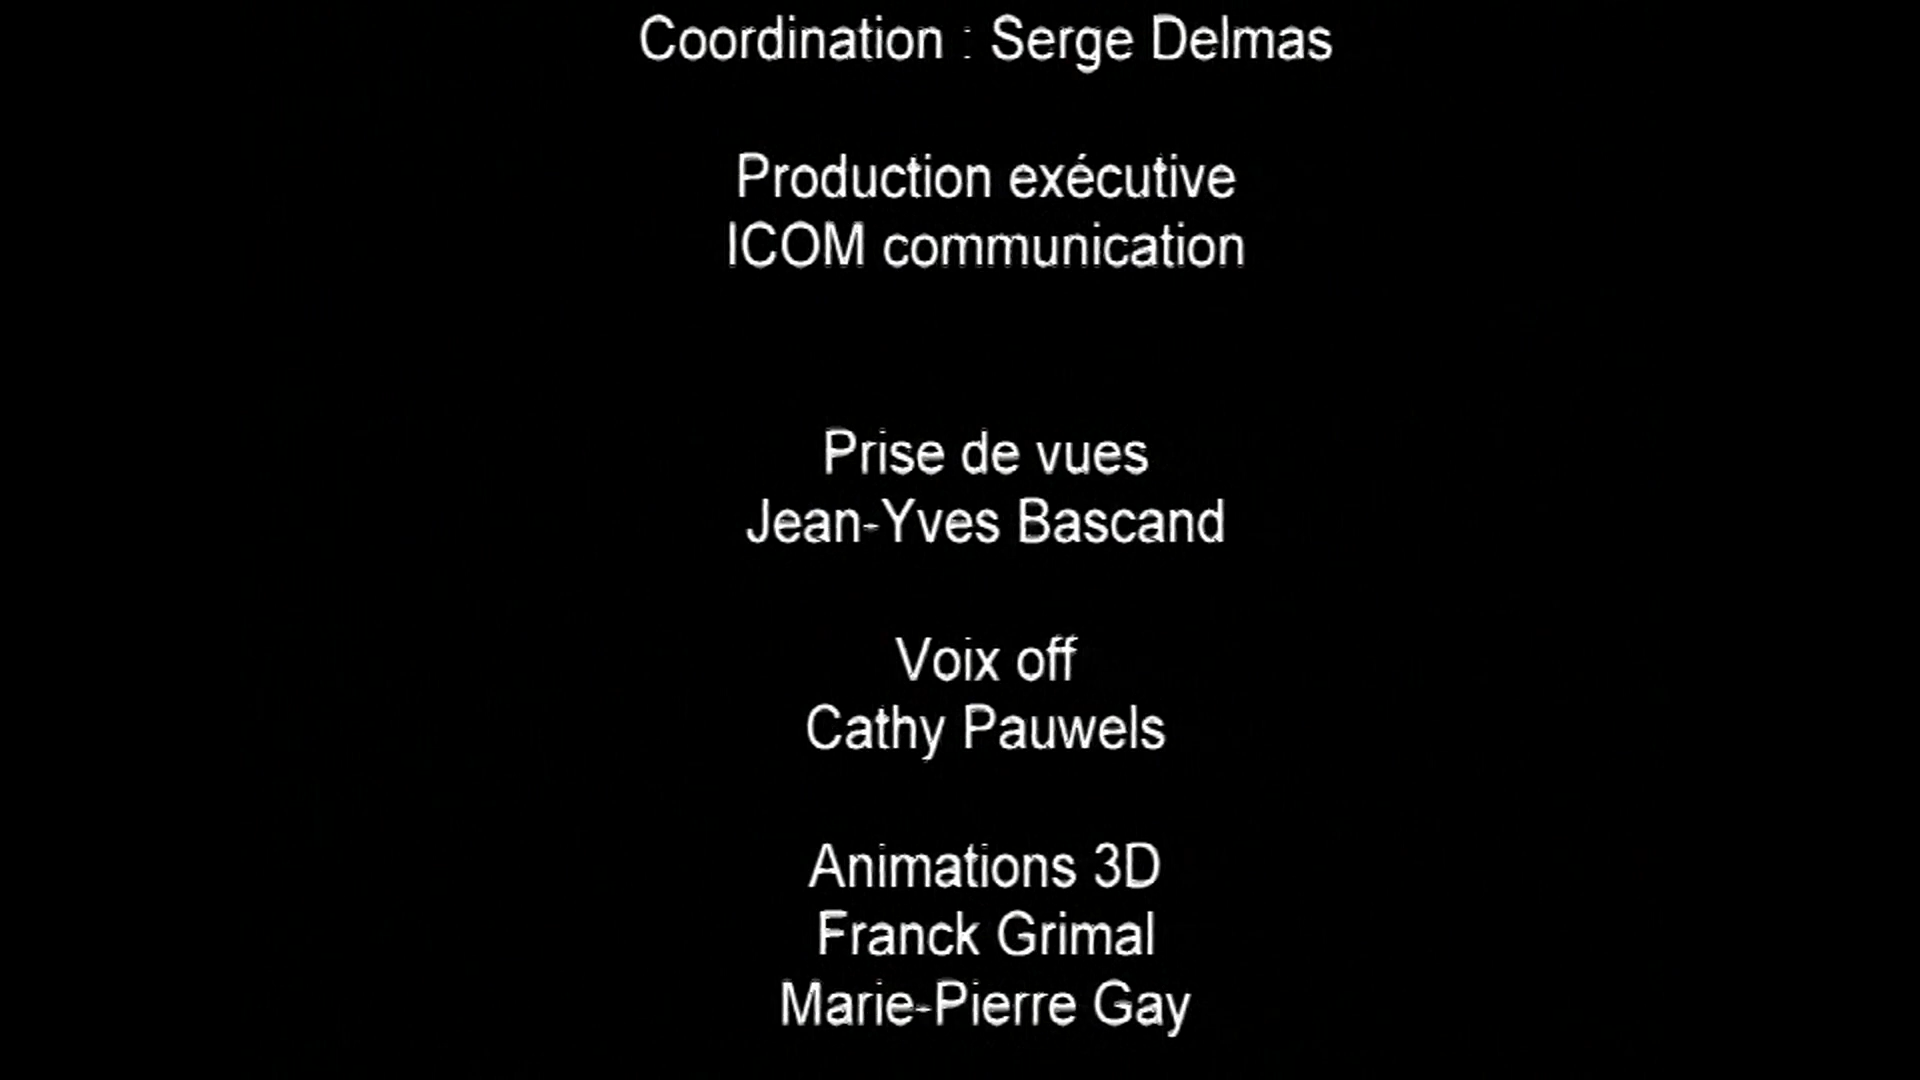 Coordination : Serge Delmas
Production exécutive
ICOM communication
Prise de vues
Jean-Yves Bascand
Voix off
Cathy Pauwels
Animations 3D
Franck Grimal
Marie-Pierre Gay